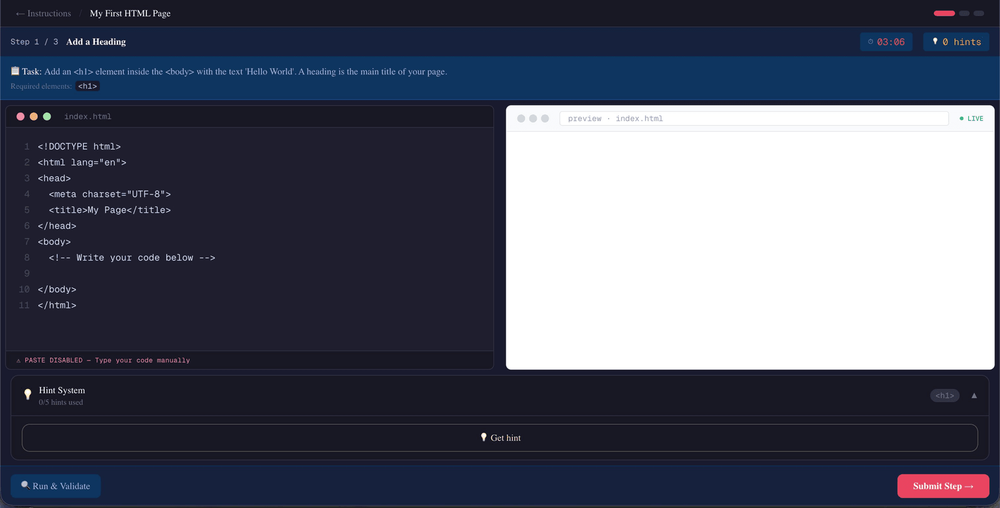 ← Instructions / My First HTML Page
Step 1 / 3 Add a Heading
03:06
0 hints
Task: Add an <h1> element inside the <body> with the text 'Hello World'. A heading is the main title of your page.
Required elements: <h1>
index.html
1 <!DOCTYPE html>
2 <html lang="en">
3 <head>
4 <meta charset="UTF-8">
5 <title>My Page</title>
6 </head>
7 <body>
8 <!-- Write your code below -->
9
10 </body>
11 </html>
⚠ PASTE DISABLED — Type your code manually
preview · index.html
● LIVE
Hint System
0/5 hints used
<h1> ▲
Get hint
Run & Validate
Submit Step →